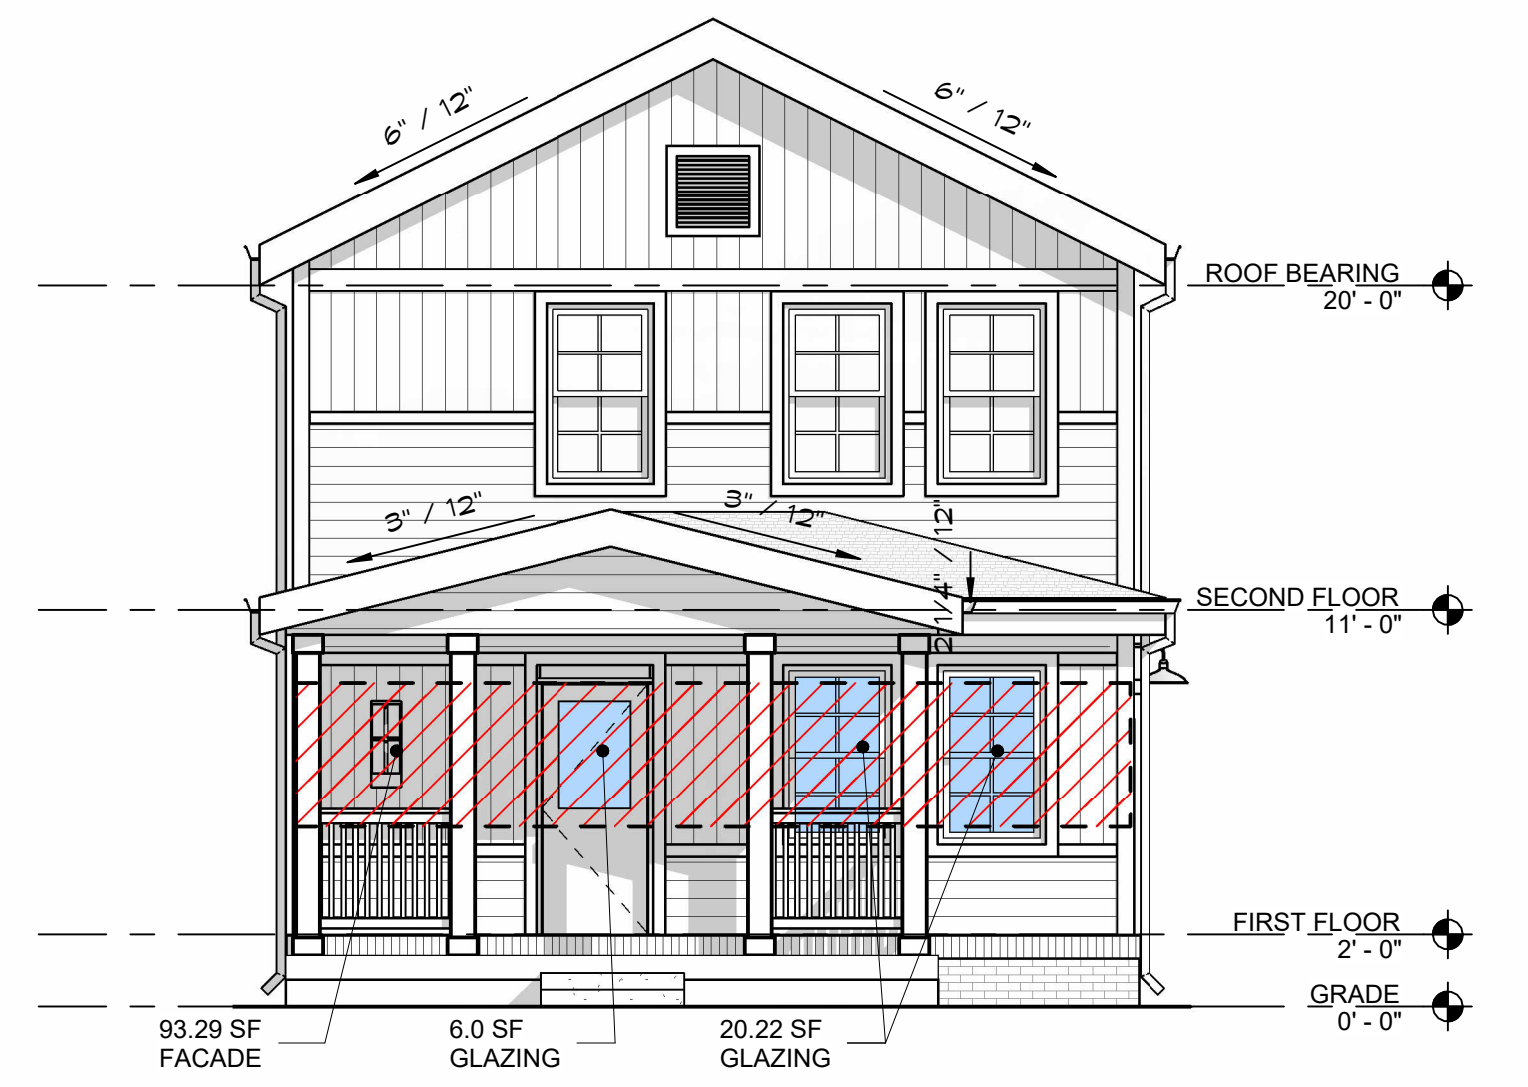 6" / 12"
6" / 12"
ROOF BEARING
20' - 0"
3" / 12"
3" / 12"
2 1/4" / 12"
SECOND FLOOR
11' - 0"
FIRST FLOOR
2' - 0"
GRADE
0' - 0"
93.29 SF
FACADE
6.0 SF
GLAZING
20.22 SF
GLAZING